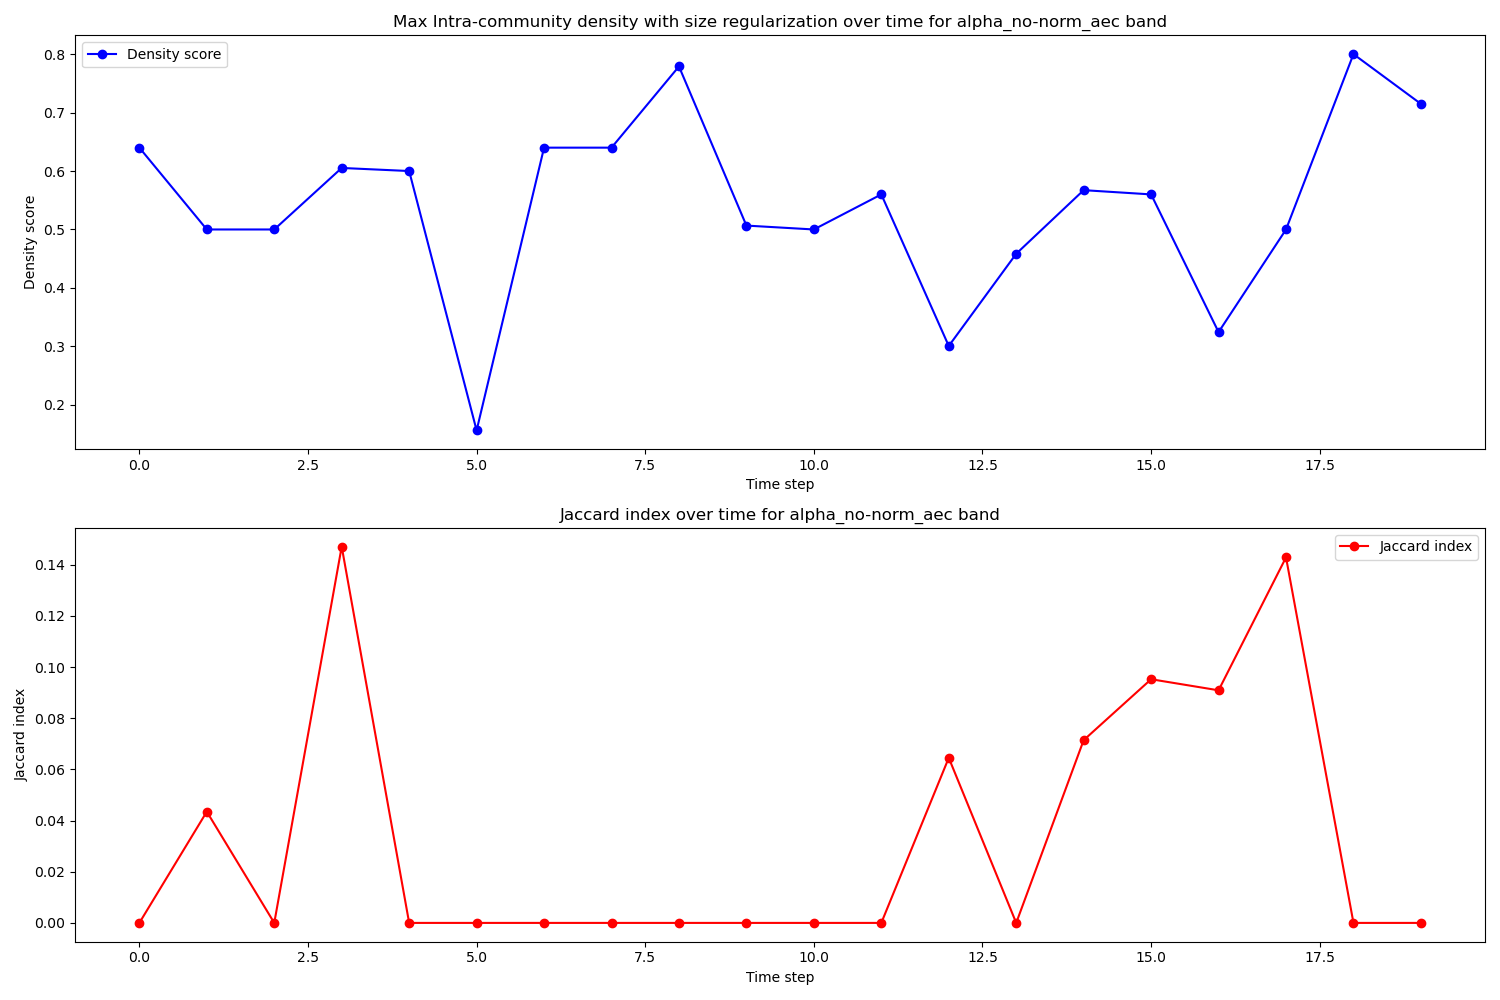 Max Intra-community density with size regularization over time for alpha_no-norm_aec band
Density score
0.8
0.7
0.6
0.5
0.4
0.3
0.2
Density score
0.0 2.5 5.0 7.5 10.0 12.5 15.0 17.5
Time step
Jaccard index over time for alpha_no-norm_aec band
Jaccard index
0.14
0.12
0.10
0.08
0.06
0.04
0.02
0.00
Jaccard index
0.0 2.5 5.0 7.5 10.0 12.5 15.0 17.5
Time step